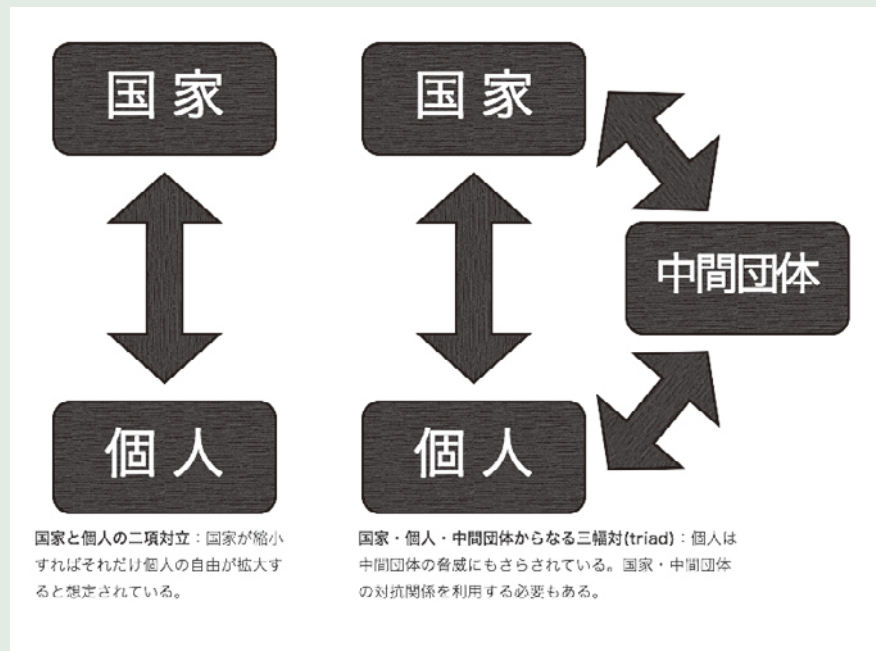 国家
個人
国家と個人の二項対立：国家が縮小
すればそれだけ個人の自由が拡大す
ると想定されている。
国家
中間団体
個人
国家・個人・中間団体からなる三幅対(triad)：個人は
中間団体の脅威にもさらされている。国家・中間団体
の対抗関係を利用する必要もある。